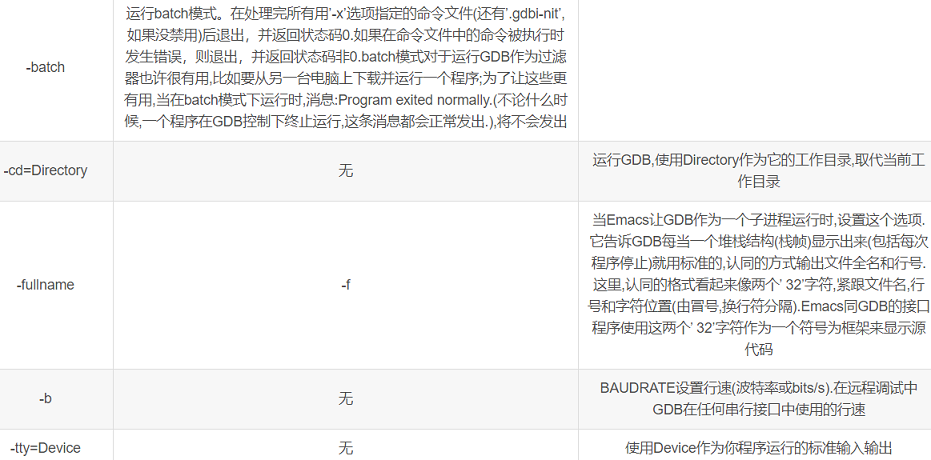 运行batch模式。在处理完所有用'-x'选项指定的命令文件(还有'.gdbi-nit',
如果没禁用)后退出，并返回状态码0.如果在命令文件中的命令被执行时
发生错误，则退出，并返回状态码非0.batch模式对于运行GDB作为过滤
-batch
器也许很有用,比如要从另一台电脑上下载并运行一个程序;为了让这些更
有用,当在batch模式下运行时,消息:Program exited normally.(不论什么时
候,一个程序在GDB控制下终止运行,这条消息都会正常发出.),将不会发出
-cd=Directory
无
运行GDB,使用Directory作为它的工作目录,取代当前工
作目录
-fullname
-f
当Emacs让GDB作为一个子进程运行时,设置这个选项.
它告诉GDB每当一个堆栈结构(栈帧)显示出来(包括每次
程序停止)就用标准的,认同的方式输出文件全名和行号.
这里,认同的格式看起来像两个' 32'字符,紧跟文件名,行
号和字符位置(由冒号,换行符分隔).Emacs同GDB的接口
程序使用这两个' 32'字符作为一个符号为框架来显示源
代码
-b
无
BAUDRATE设置行速(波特率或bits/s).在远程调试中
GDB在任何串行接口中使用的行速
-tty=Device
无
使用Device作为你程序运行的标准输入输出